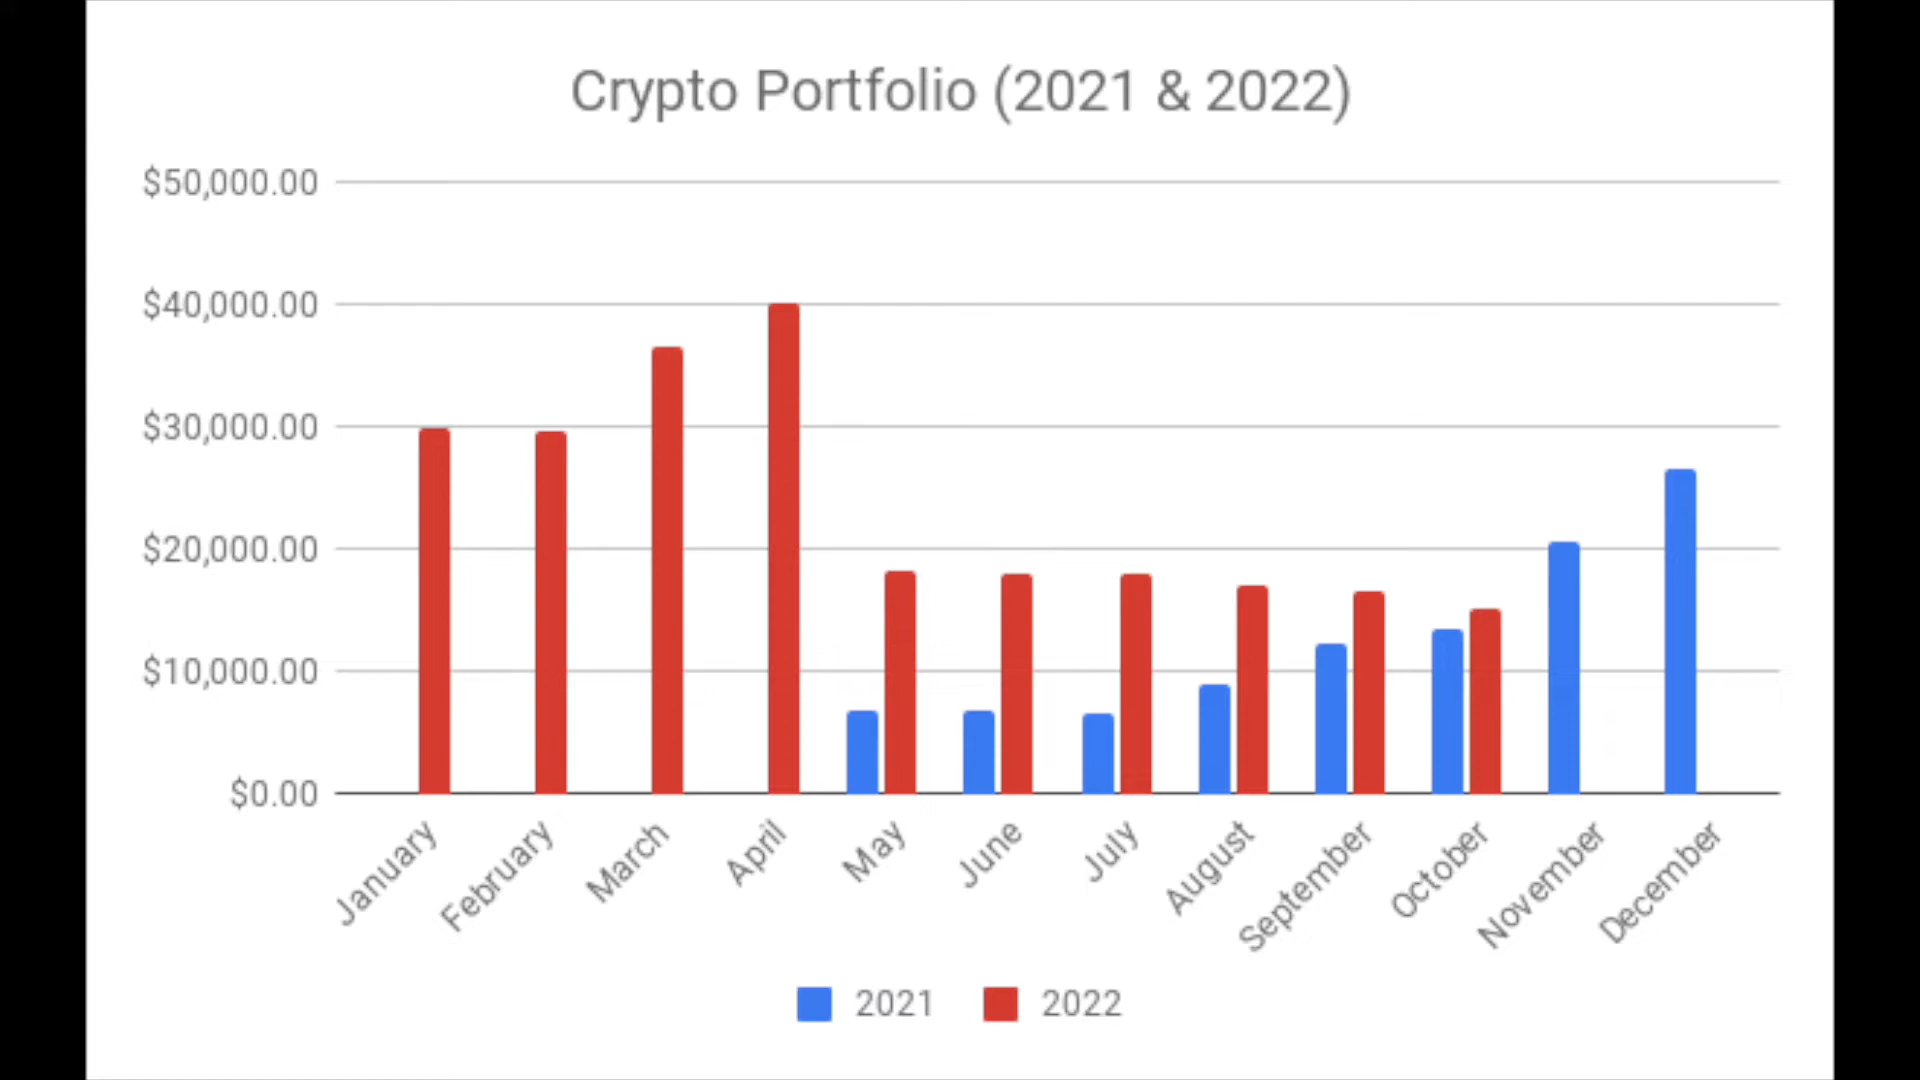 Crypto Portfolio (2021 & 2022)
$50,000.00
$40,000.00
$30,000.00
$20,000.00
$10,000.00
$0.00
January
February
March
April
May
June
July
August
September
October
November
December
2021
2022